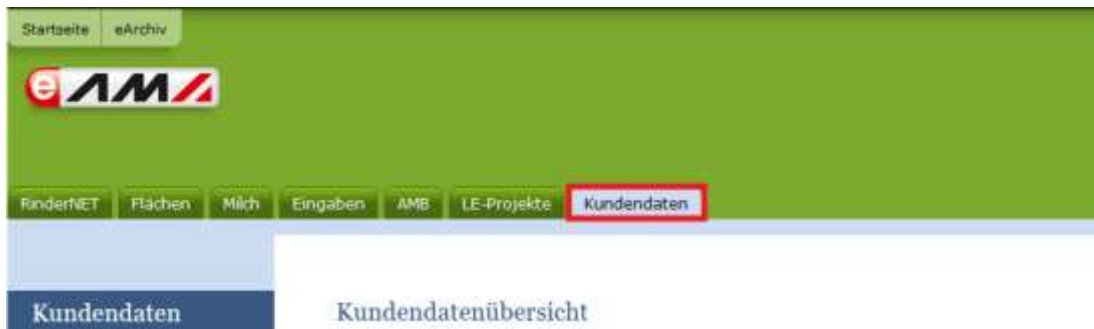 Startseite eArchiv
eAMA
RinderNET Flächen Milch Eingaben AMB LE-Projekte Kundendaten
Kundendaten Kundendatenübersicht